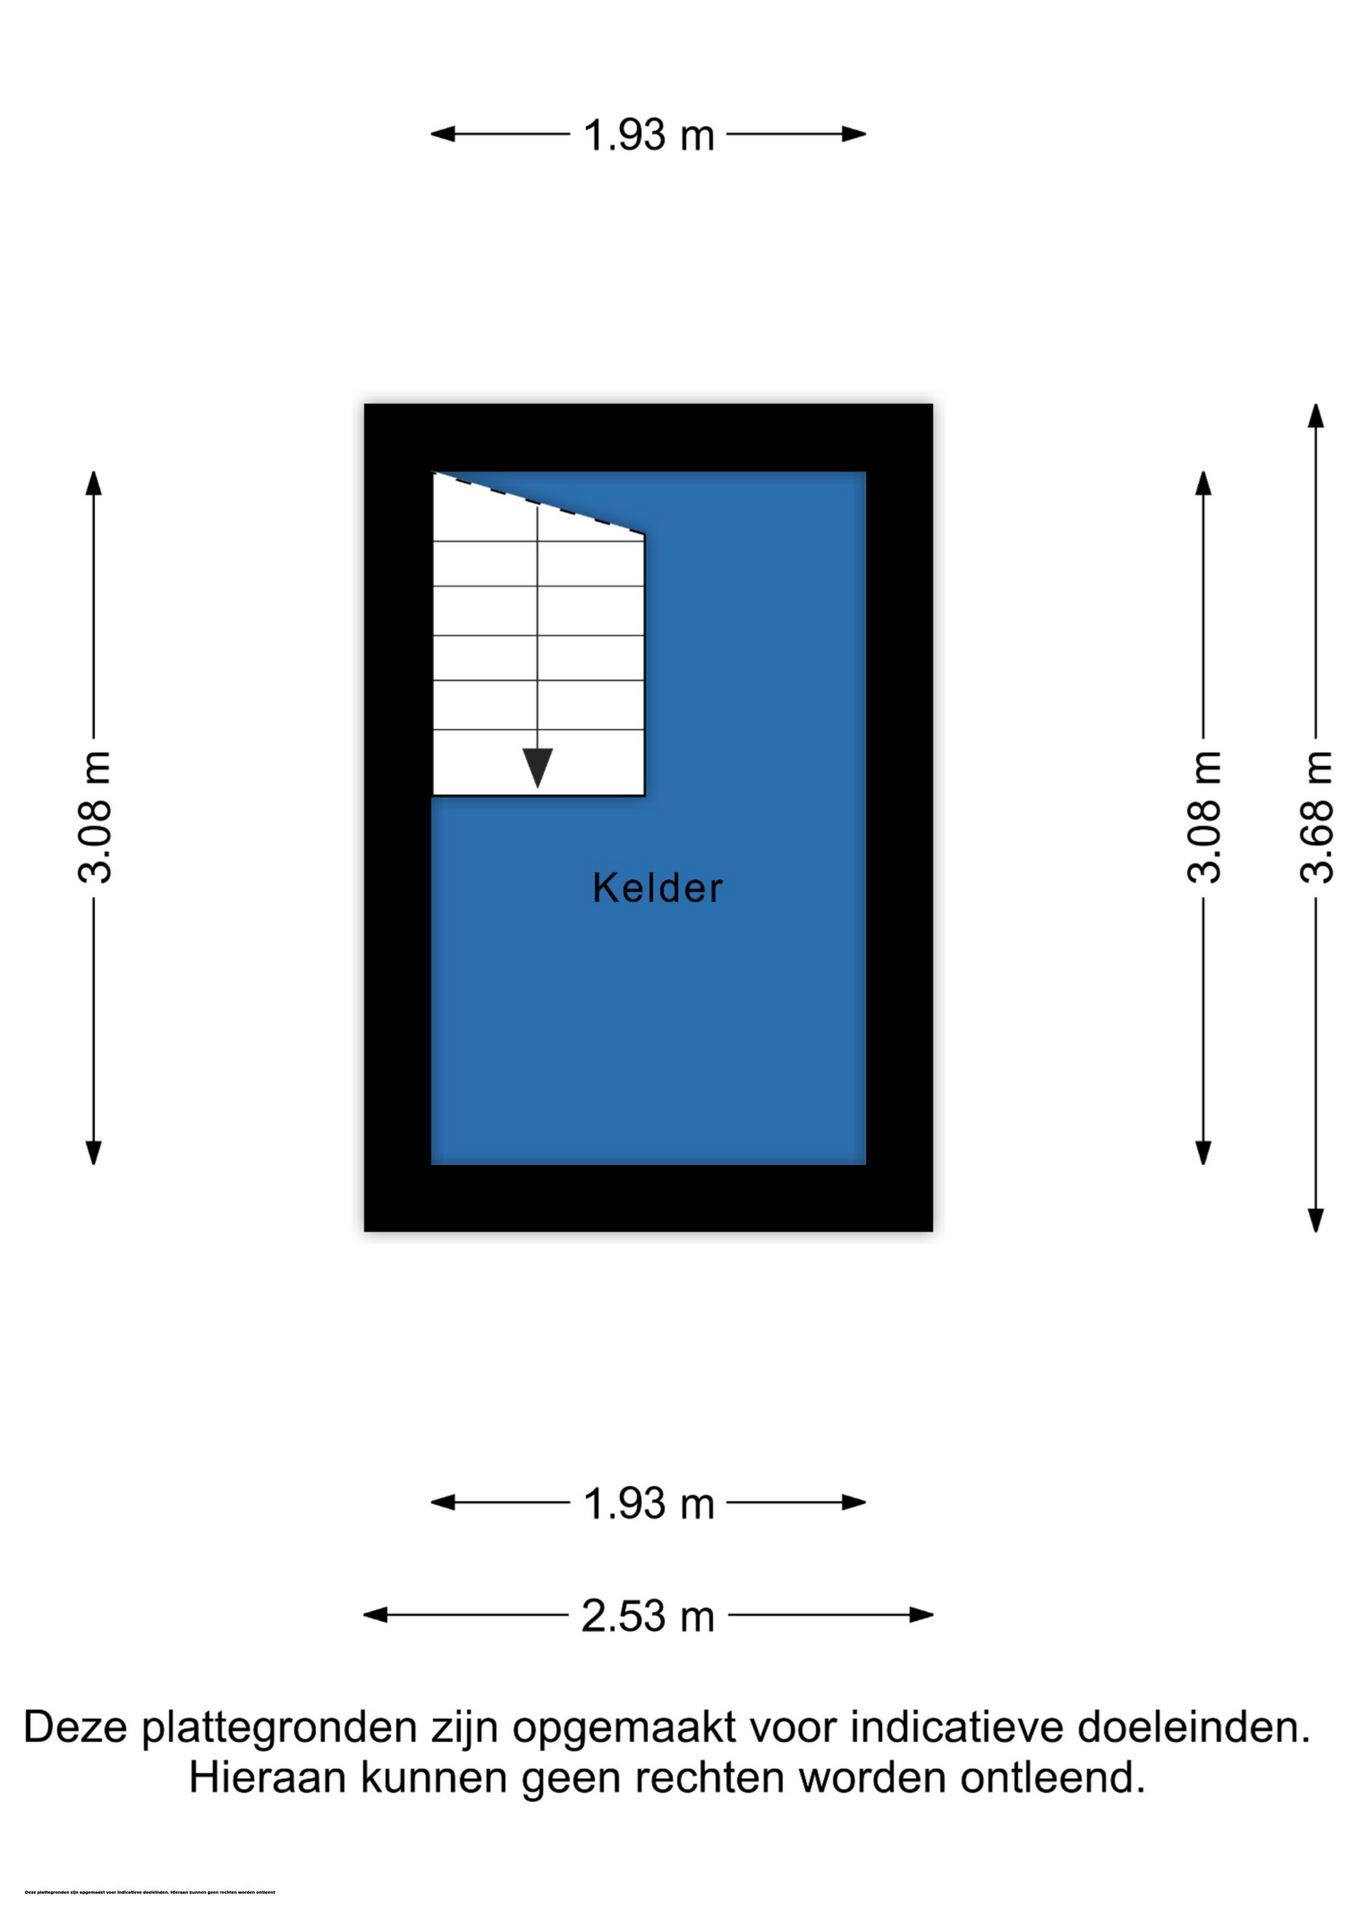 1.93 m
3.08 m
3.08 m
3.68 m
Kelder
1.93 m
2.53 m
Deze plattegronden zijn opgemaakt voor indicatieve doeleinden.
Hieraan kunnen geen rechten worden ontleend.
Deze plattegronden zijn opgemaakt voor indicatieve doeleinden. Hieraan kunnen geen rechten worden ontleent